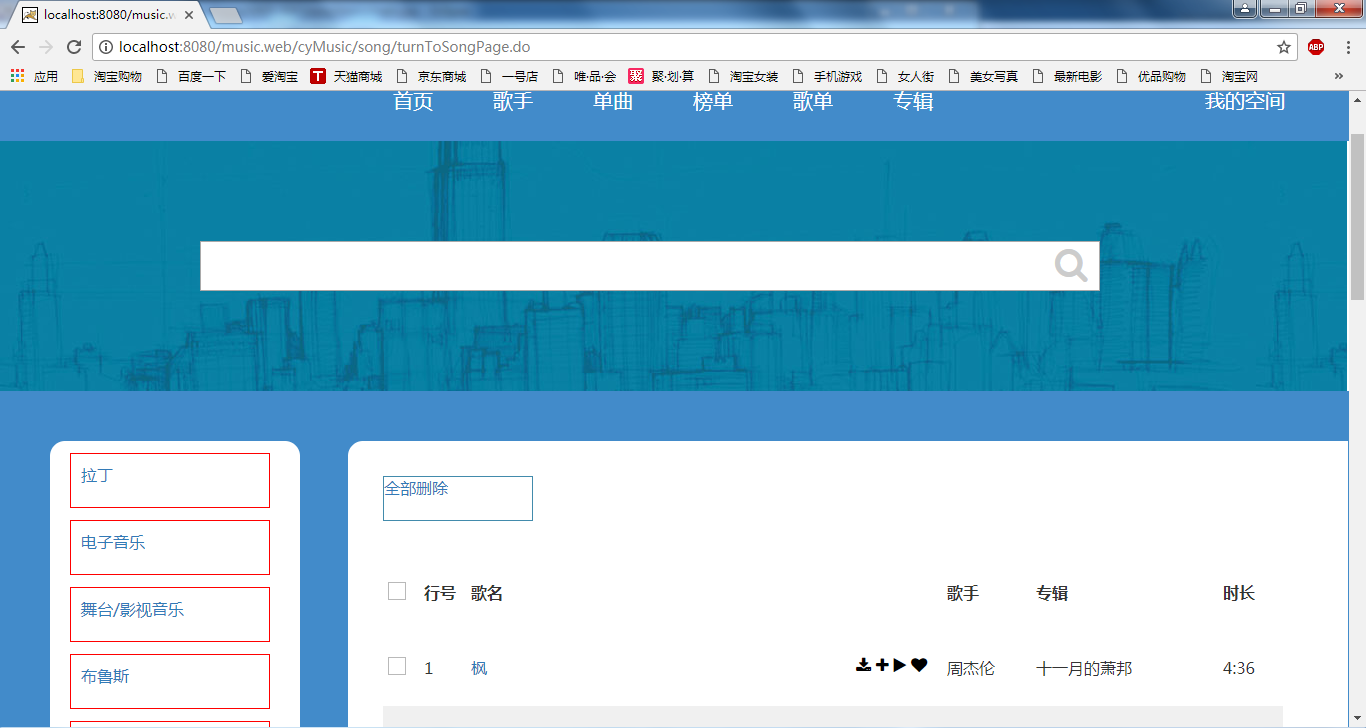 localhost:8080/music.w
localhost:8080/music.web/cyMusic/song/turnToSongPage.do
ABP
应用 淘宝购物 百度一下 爱淘宝 T 天猫商城 京东商城 一号店 唯·品·会 聚 聚·划·算 淘宝女装 手机游戏 女人街 美女写真 最新电影 优品购物 淘宝网 »
首页 歌手 单曲 榜单 歌单 专辑 我的空间
拉丁
电子音乐
舞台/影视音乐
布鲁斯
全部删除
行号 歌名 歌手 专辑 时长
1 枫 周杰伦 十一月的萧邦 4:36